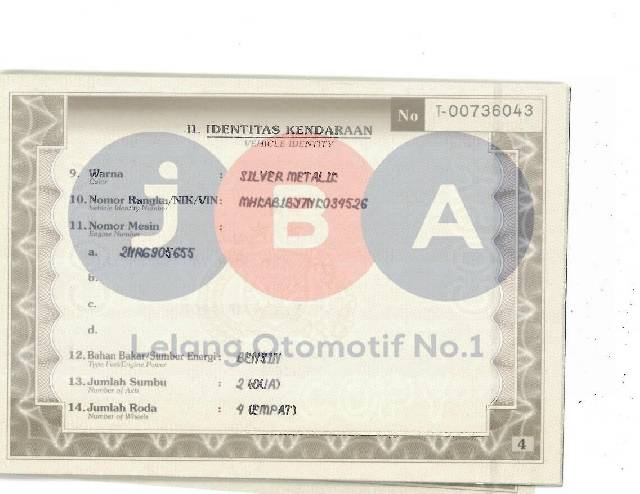 No T-00736043
II. IDENTITAS KENDARAAN
VEHICLE IDENTITY
9. Warna : SILVER METALIK
Color
10. Nomor Rangka/NIK/VIN :
Vehicle Identity Number
11. Nomor Mesin :
Engine Number
a. 2NRG905655
b.
c.
d.
jBA
Lelang Otomotif No.1
12. Bahan Bakar/Sumber Energi : BENSIN
Type Fuel/Engine Power
13. Jumlah Sumbu : 2 (DUA)
Number of Axis
14. Jumlah Roda : 4 (EMPAT)
Number of Wheels
4